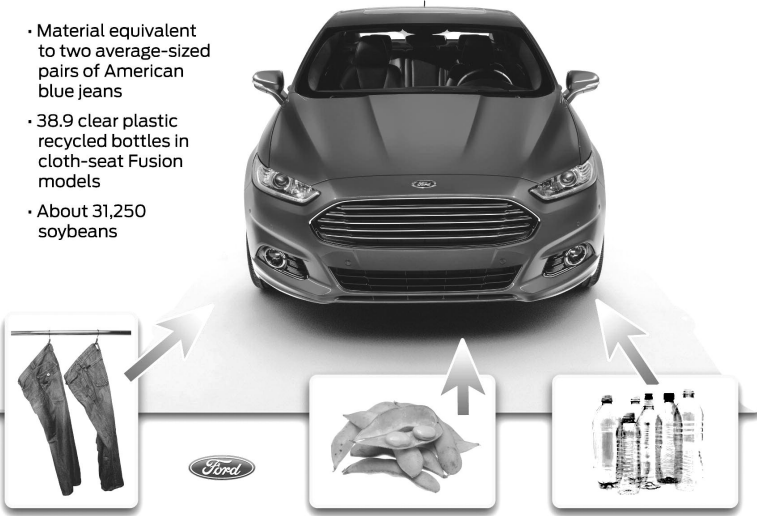 · Material equivalent
to two average-sized
pairs of American
blue jeans
· 38.9 clear plastic
recycled bottles in
cloth-seat Fusion
models
· About 31,250
soybeans
Ford
Ford